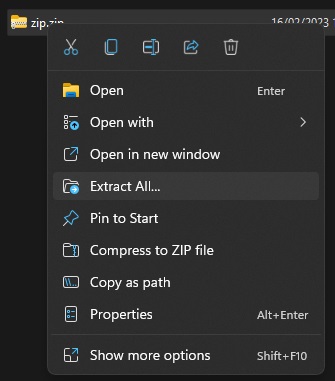 zip.zip 16/02/2023
Open Enter
Open with
Open in new window
Extract All...
Pin to Start
Compress to ZIP file
Copy as path
Properties Alt+Enter
Show more options Shift+F10